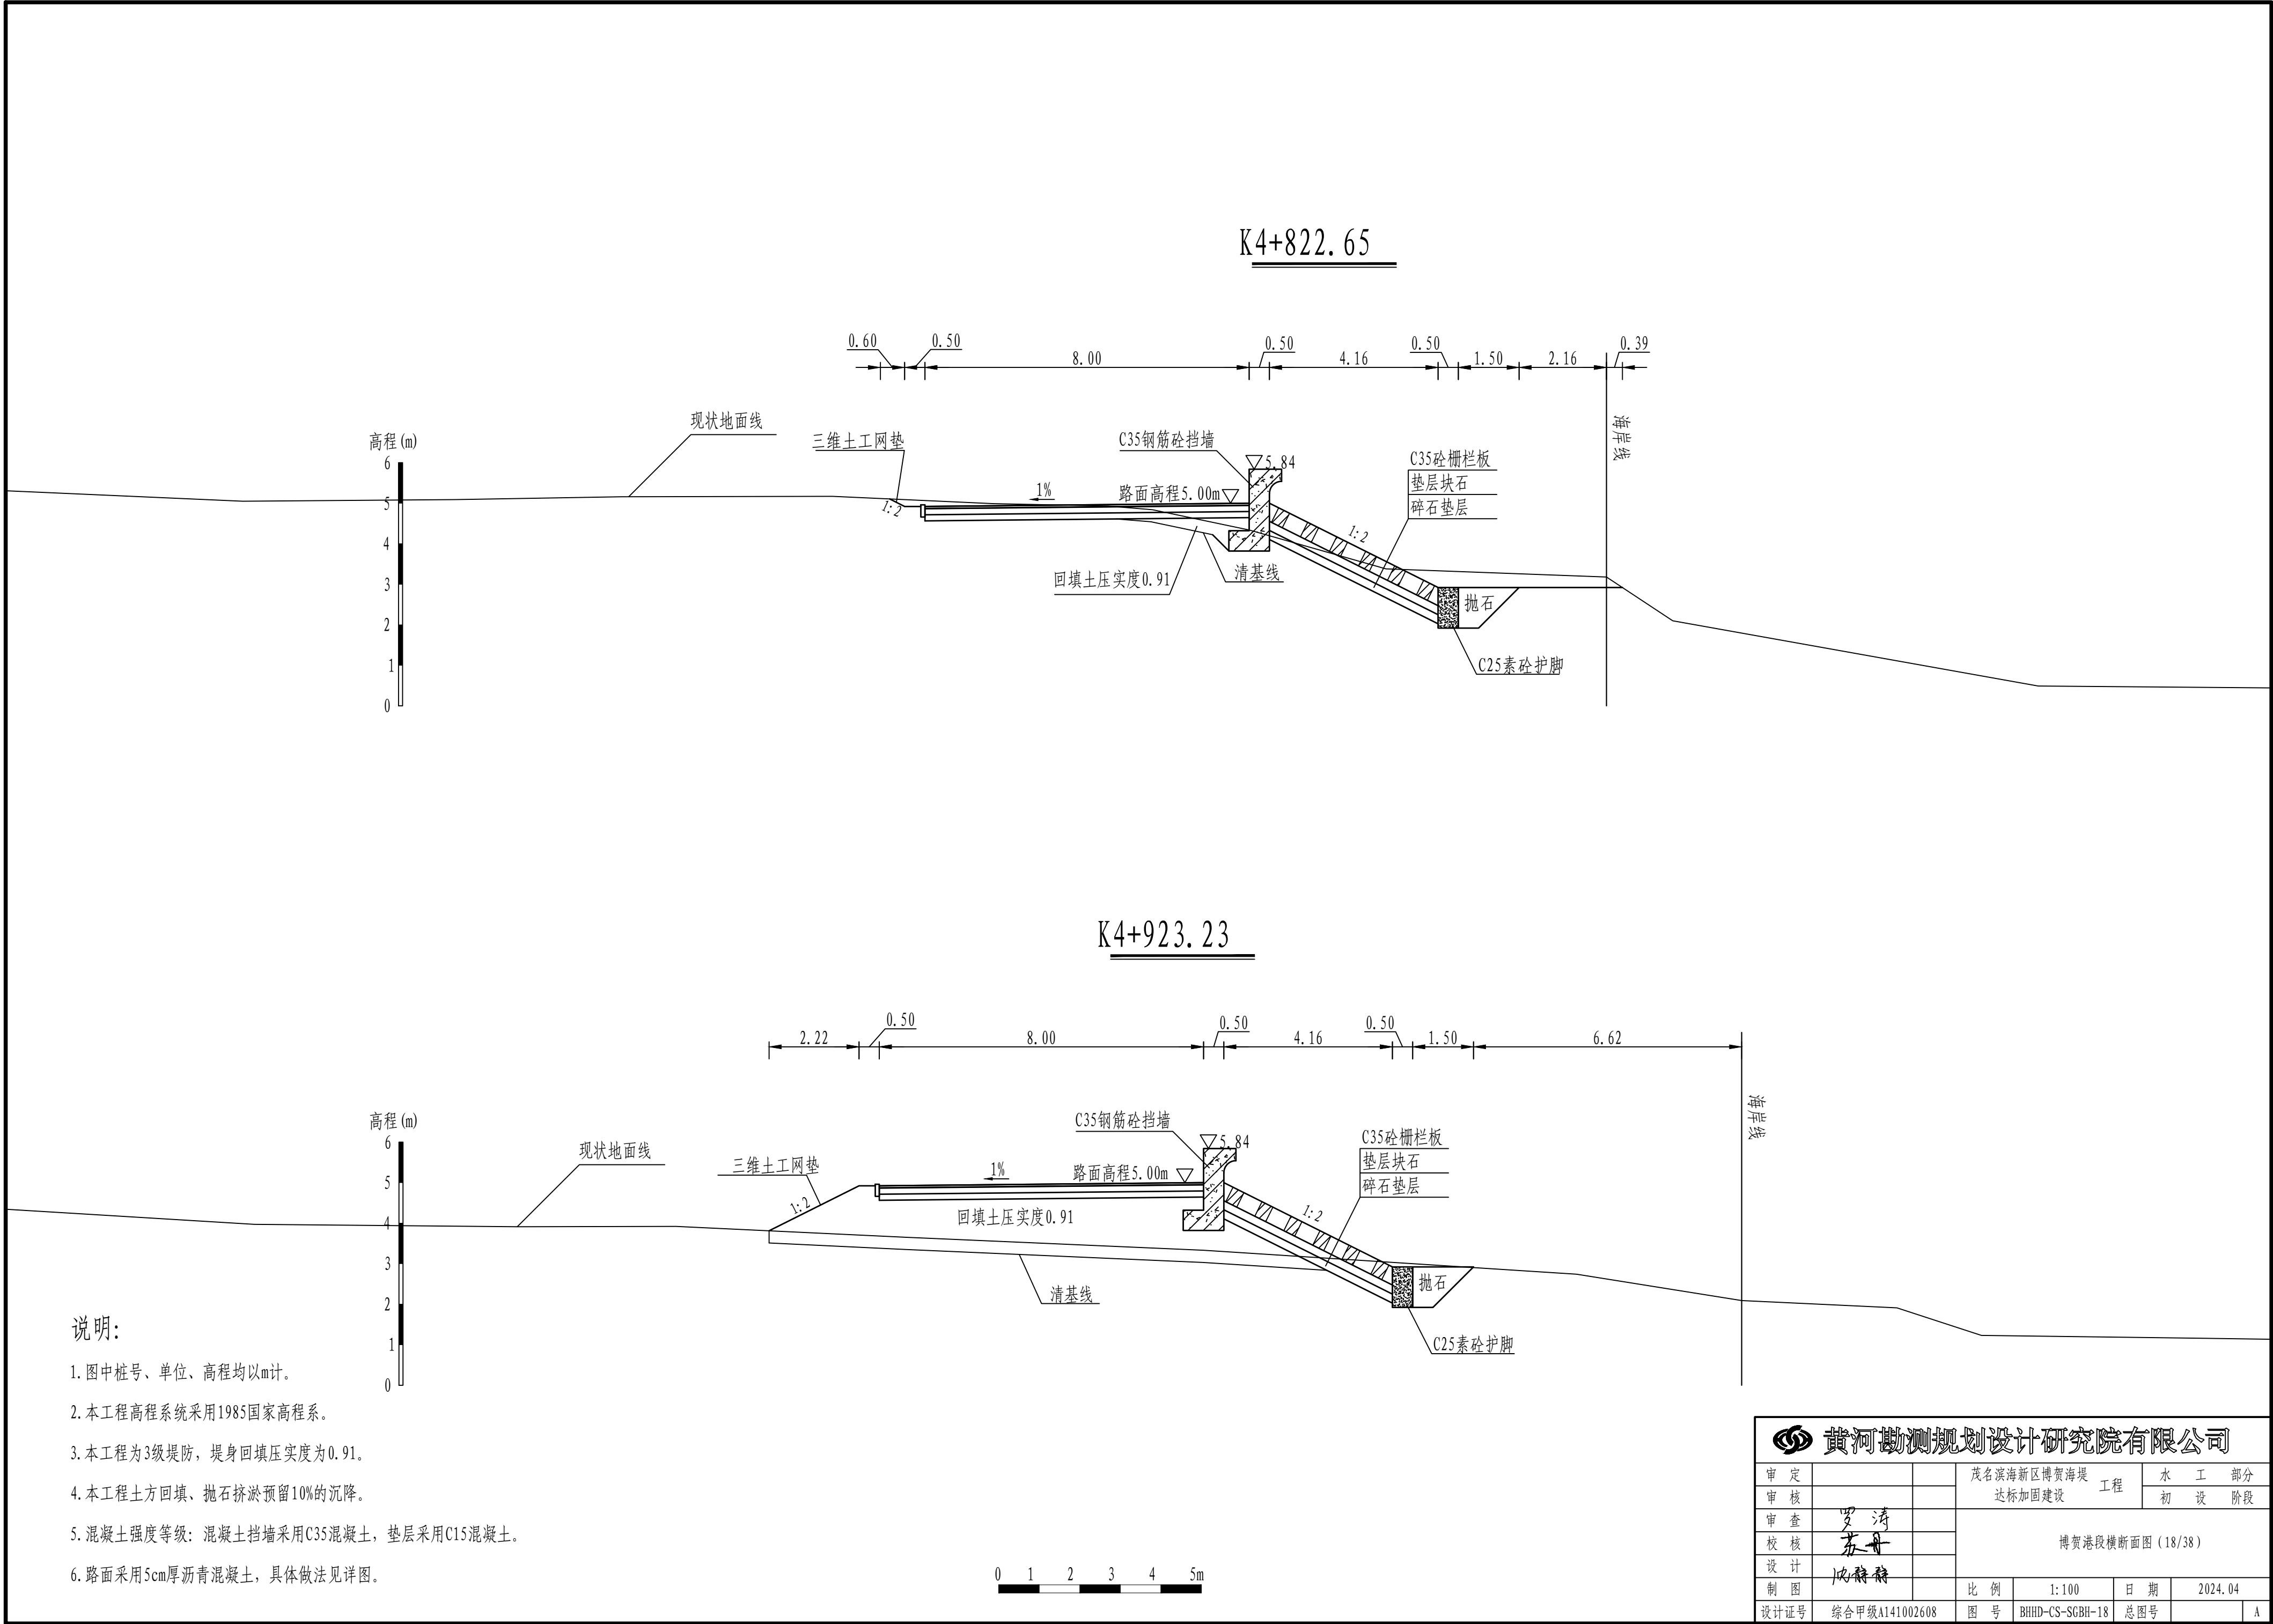 K4+822.65
0.60
0.50
8.00
0.50
4.16
0.50
1.50
2.16
0.39
海岸线
现状地面线
三维土工网垫
C35钢筋砼挡墙
5.84
C35砼栅栏板
垫层块石
碎石垫层
高程(m)
6
5
4
3
2
1
0
1:2
1%
路面高程5.00m
1:2
回填土压实度0.91
清基线
抛石
C25素砼护脚
K4+923.23
2.22
0.50
8.00
0.50
4.16
0.50
1.50
6.62
海岸线
高程(m)
6
5
4
3
2
1
0
现状地面线
三维土工网垫
C35钢筋砼挡墙
5.84
C35砼栅栏板
垫层块石
碎石垫层
1:2
1%
路面高程5.00m
1:2
回填土压实度0.91
清基线
抛石
C25素砼护脚
说明:
1.图中桩号、单位、高程均以m计。
2.本工程高程系统采用1985国家高程系。
3.本工程为3级堤防，堤身回填压实度为0.91。
4.本工程土方回填、抛石挤淤预留10%的沉降。
5.混凝土强度等级：混凝土挡墙采用C35混凝土，垫层采用C15混凝土。
6.路面采用5cm厚沥青混凝土，具体做法见详图。
0 1 2 3 4 5m
黄河勘测规划设计研究院有限公司
审 定
审 核
审 查 罗涛
校 核 苏丹
设 计
制 图
茂名滨海新区博贺海堤
达标加固建设
工程
水 工 部分
初 设 阶段
博贺港段横断面图(18/38)
比 例 1:100 日 期 2024.04
设计证号 综合甲级A141002608 图 号 BHHD-CS-SGBH-18 总图号 A